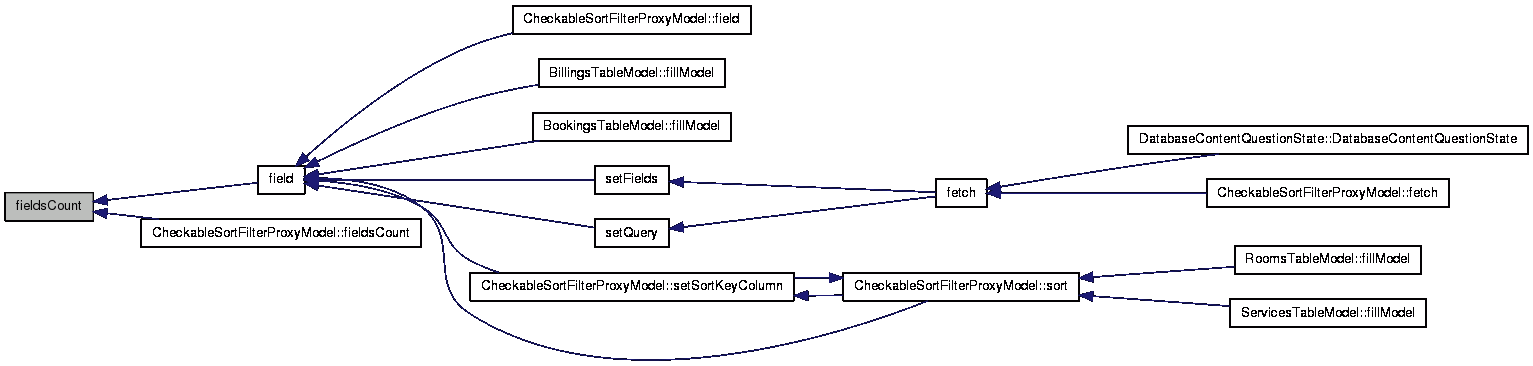 CheckableSortFilterProxyModel::field
BillingsTableModel::fillModel
BookingsTableModel::fillModel
DatabaseContentQuestionState::DatabaseContentQuestionState
field
setFields
fetch
CheckableSortFilterProxyModel::fetch
fieldsCount
CheckableSortFilterProxyModel::fieldsCount
setQuery
RoomsTableModel::fillModel
CheckableSortFilterProxyModel::setSortKeyColumn
CheckableSortFilterProxyModel::sort
ServicesTableModel::fillModel